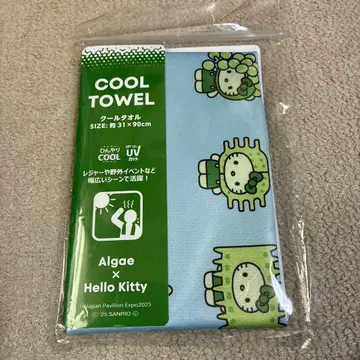 COOL
TOWEL
クールタオル
SIZE: 約 31×90cm
ひんやり
COOL
UV
カット
レジャーや野外イベントなど
幅広いシーンで活躍！
Algae
×
Hello Kitty
©Japan Pavilion Expo2025
©'25 SANRIO